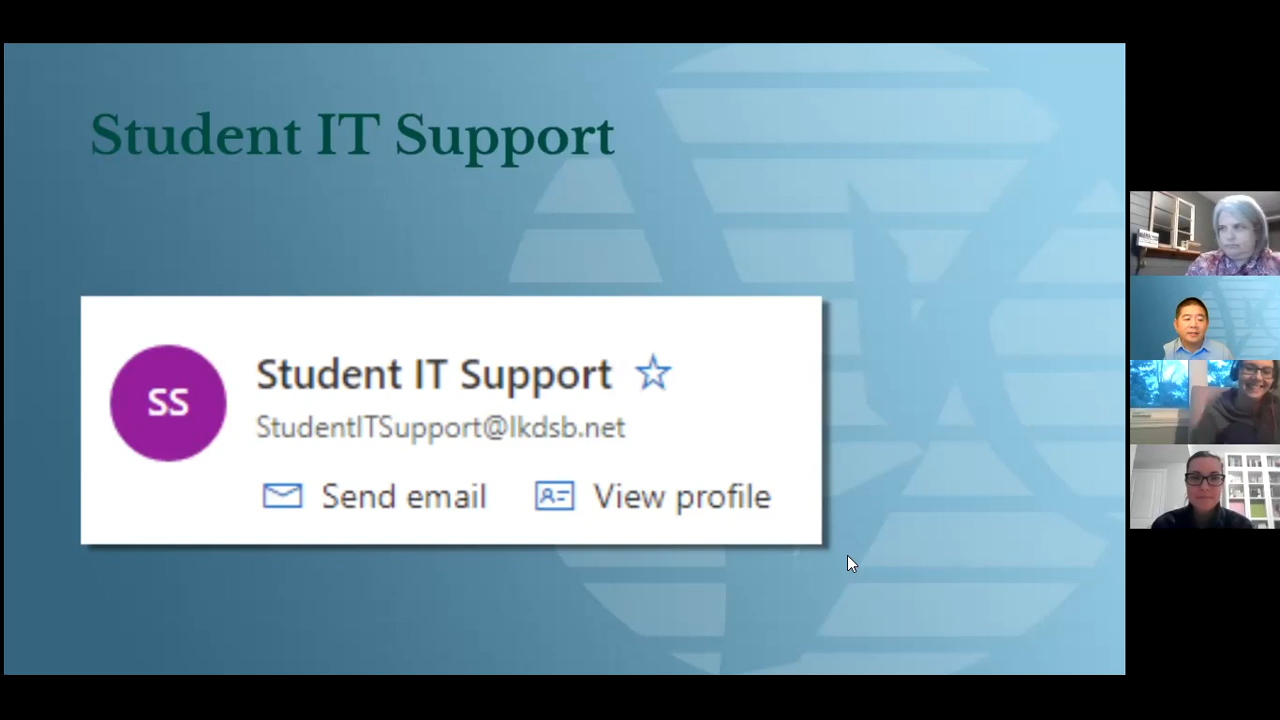 Student IT Support
SS
Student IT Support
StudentITSupport@lkdsb.net
Send email
View profile